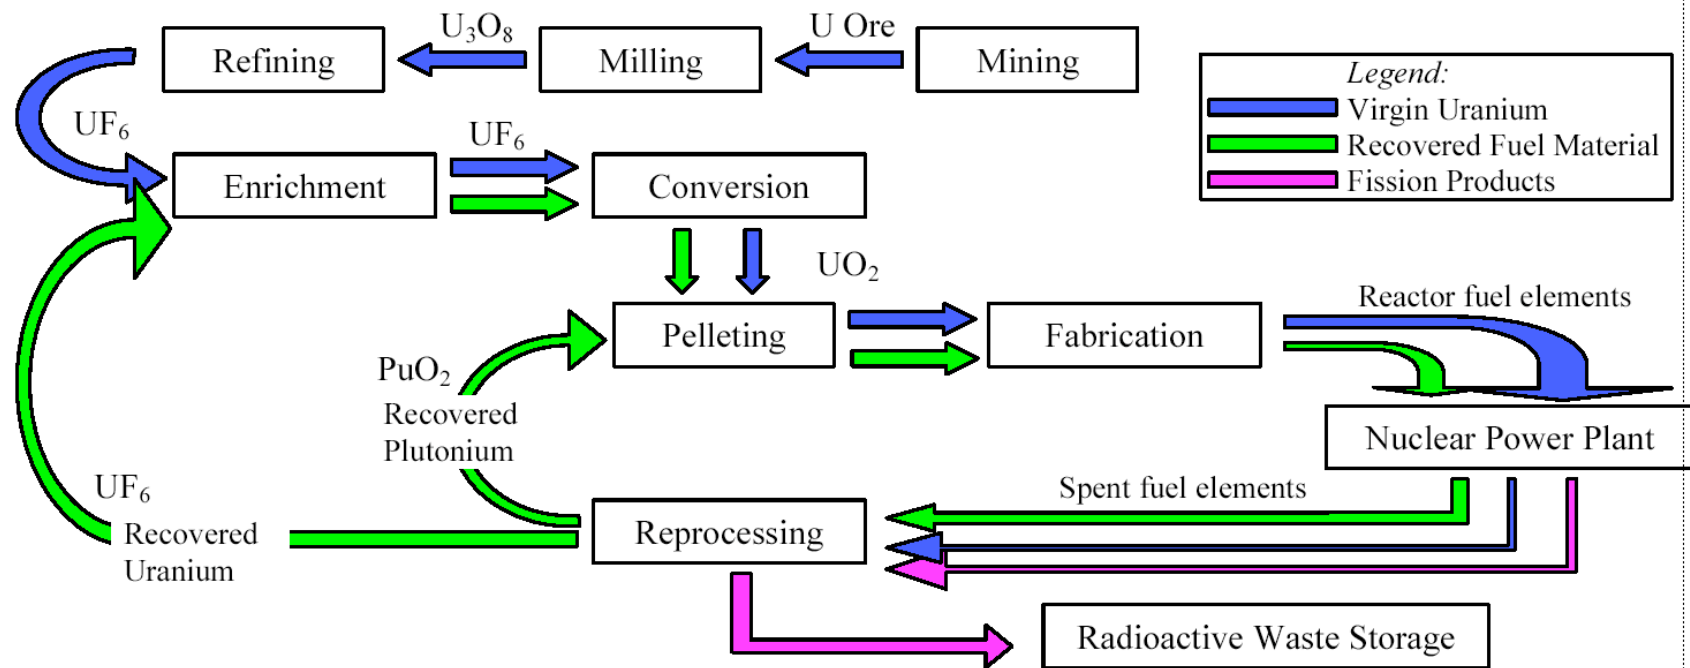 U₃O₈
U Ore
Refining
Milling
Mining
Legend:
Virgin Uranium
Recovered Fuel Material
Fission Products
UF₆
UF₆
Enrichment
Conversion
UO₂
Reactor fuel elements
Pelleting
Fabrication
PuO₂
Recovered
Plutonium
Nuclear Power Plant
UF₆
Spent fuel elements
Recovered
Uranium
Reprocessing
Radioactive Waste Storage